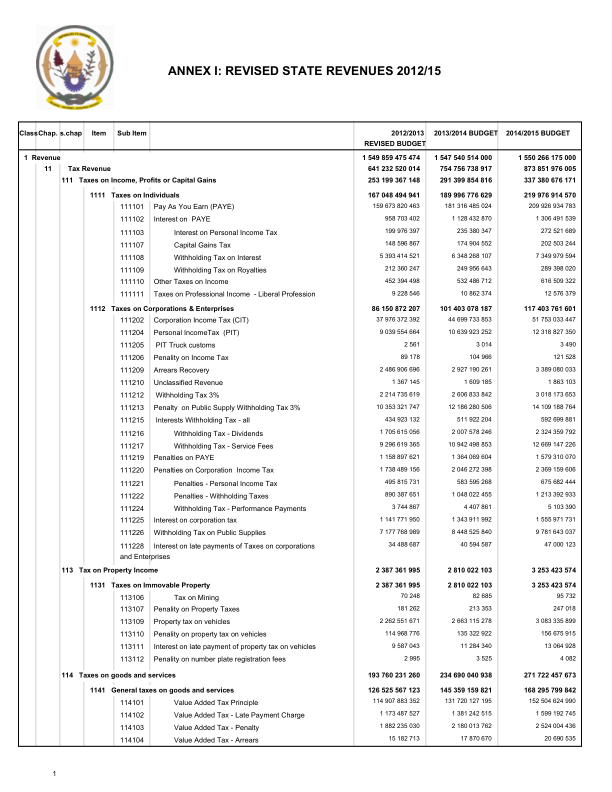 ANNEX I: REVISED STATE REVENUES 2012/15
Class Chap. s.chap Item Sub Item 2012/2013 REVISED BUDGET 2013/2014 BUDGET 2014/2015 BUDGET
1 Revenue 1 549 859 475 474 1 547 540 514 000 1 550 266 175 000
11 Tax Revenue 641 232 520 014 754 756 738 917 873 851 976 005
111 Taxes on Income, Profits or Capital Gains 253 199 367 148 291 399 854 816 337 380 676 171
1111 Taxes on Individuals 167 048 494 941 189 996 776 629 219 976 914 570
111101 Pay As You Earn (PAYE) 159 673 820 463 181 316 485 024 209 926 934 783
111102 Interest on PAYE 958 703 402 1 128 432 870 1 306 491 539
111103 Interest on Personal Income Tax 199 976 397 235 380 347 272 521 689
111107 Capital Gains Tax 148 596 867 174 904 552 202 503 244
111108 Withholding Tax on Interest 5 393 414 521 6 348 268 107 7 349 979 594
111109 Withholding Tax on Royalties 212 360 247 249 956 643 289 398 020
111110 Other Taxes on Income 452 394 498 532 486 712 616 509 322
111111 Taxes on Professional Income - Liberal Profession 9 228 546 10 862 374 12 576 379
1112 Taxes on Corporations & Enterprises 86 150 872 207 101 403 078 187 117 403 761 601
111202 Corporation Income Tax (CIT) 37 976 372 392 44 699 733 853 51 753 033 447
111204 Personal IncomeTax (PIT) 9 039 554 664 10 639 923 252 12 318 827 350
111205 PIT Truck customs 2 561 3 014 3 490
111206 Penality on Income Tax 89 178 104 966 121 528
111209 Arrears Recovery 2 486 906 696 2 927 190 261 3 389 080 033
111210 Unclassified Revenue 1 367 145 1 609 185 1 863 103
111212 Withholding Tax 3% 2 214 735 619 2 606 833 842 3 018 173 653
111213 Penalty on Public Supply Withholding Tax 3% 10 353 321 747 12 186 280 506 14 109 188 764
111215 Interests Withholding Tax - all 434 923 132 511 922 204 592 699 881
111216 Withholding Tax - Dividends 1 705 615 056 2 007 578 246 2 324 359 792
111217 Withholding Tax - Service Fees 9 296 619 365 10 942 498 853 12 669 147 226
111219 Penalties on PAYE 1 158 897 621 1 364 069 604 1 579 310 070
111220 Penalties on Corporation Income Tax 1 738 489 156 2 046 272 398 2 369 159 606
111221 Penalties - Personal Income Tax 495 815 731 583 595 268 675 682 444
111222 Penalties - Withholding Taxes 890 387 651 1 048 022 455 1 213 392 933
111224 Withholding Tax - Performance Payments 3 744 867 4 407 861 5 103 390
111225 Interest on corporation tax 1 141 771 950 1 343 911 992 1 555 971 731
111226 Withholding Tax on Public Supplies 7 177 768 989 8 448 525 840 9 781 643 037
111228 Interest on late payments of Taxes on corporations 34 488 687 40 594 587 47 000 123
and Enterprises
113 Tax on Property Income 2 387 361 995 2 810 022 103 3 253 423 574
1131 Taxes on Immovable Property 2 387 361 995 2 810 022 103 3 253 423 574
113106 Tax on Mining 70 248 82 685 95 732
113107 Penality on Property Taxes 181 262 213 353 247 018
113109 Property tax on vehicles 2 262 551 671 2 663 115 278 3 083 335 899
113110 Penality on property tax on vehicles 114 968 776 135 322 922 156 675 915
113111 Interest on late payment of property tax on vehicles 9 587 043 11 284 340 13 064 928
113112 Penality on number plate registration fees 2 995 3 525 4 082
114 Taxes on goods and services 193 760 231 260 234 690 040 938 271 722 457 673
1141 General taxes on goods and services 126 525 567 123 145 359 159 821 168 295 799 842
114101 Value Added Tax Principle 114 907 883 352 131 720 127 195 152 504 624 990
114102 Value Added Tax - Late Payment Charge 1 173 487 527 1 381 242 515 1 599 192 745
114103 Value Added Tax - Penalty 1 882 235 030 2 180 013 762 2 524 004 436
114104 Value Added Tax - Arrears 15 182 713 17 870 670 20 690 535
1